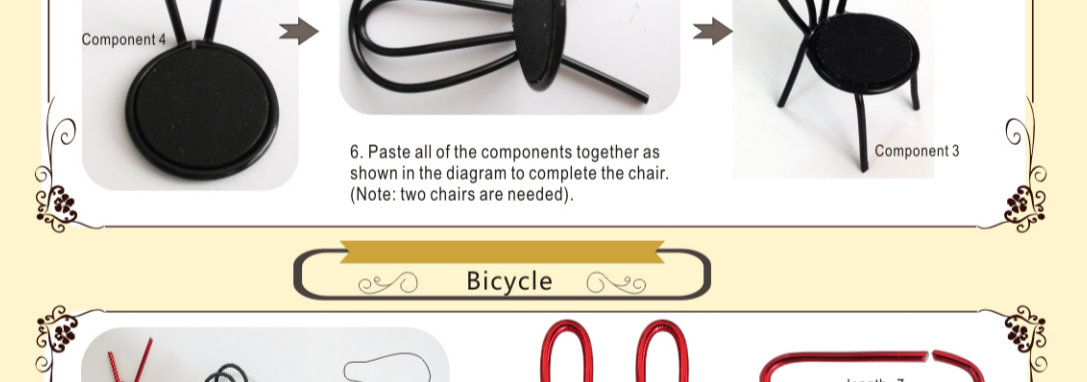 Component 4
6. Paste all of the components together as
shown in the diagram to complete the chair.
(Note: two chairs are needed).
Component 3
Bicycle